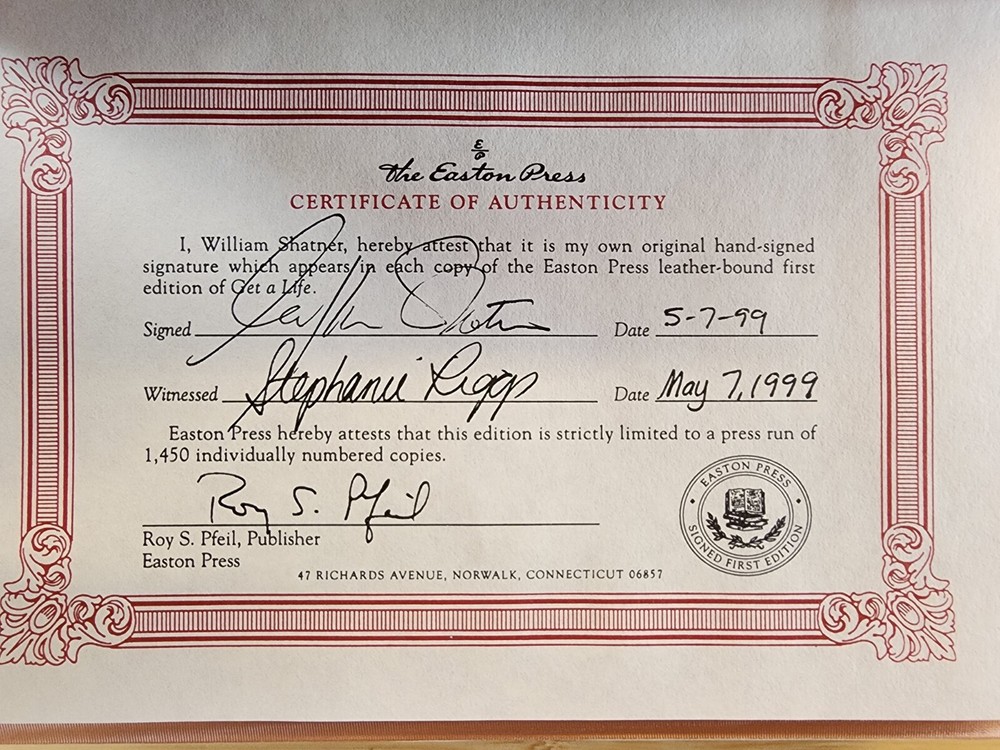 E
P
the Easton Press
CERTIFICATE OF AUTHENTICITY
I, William Shatner, hereby attest that it is my own original hand-signed
signature which appears in each copy of the Easton Press leather-bound first
edition of Get a Life.
Signed Date 5-7-99
Witnessed Stephanie Riggs Date May 7, 1999
Easton Press hereby attests that this edition is strictly limited to a press run of
1,450 individually numbered copies.
Roy S. Pfeil
Roy S. Pfeil, Publisher
Easton Press
47 RICHARDS AVENUE, NORWALK, CONNECTICUT 06857
EASTON PRESS
SIGNED FIRST EDITION